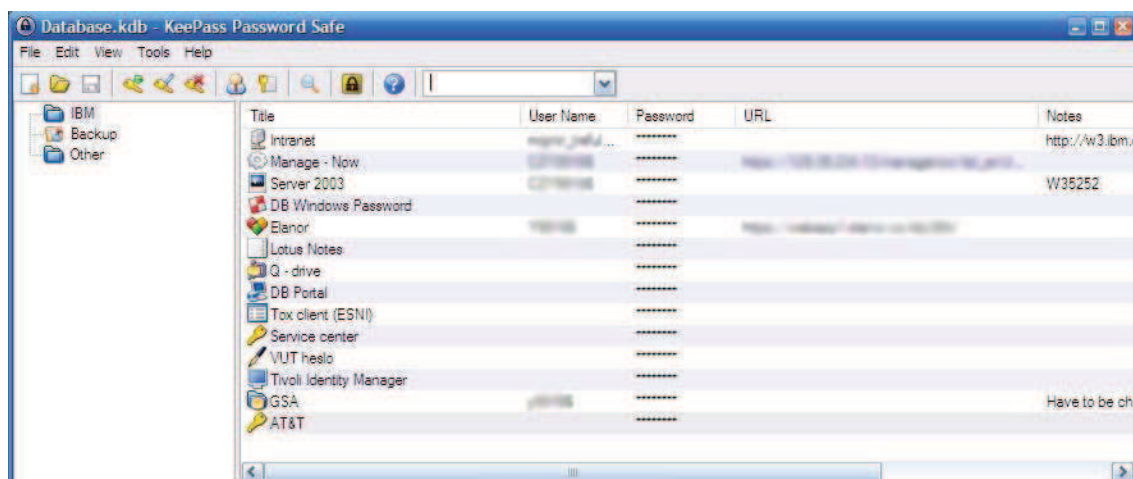 Database.kdb - KeePass Password Safe
File Edit View Tools Help
IBM
Backup
Other
Title User Name Password URL Notes
Intranet ******** http://w3.ibm.
Manage - Now ********
Server 2003 ******** W35252
DB Windows Password ********
Elanor ********
Lotus Notes ********
Q - drive ********
DB Portal ********
Tox client (ESNI) ********
Service center ********
VUT heslo ********
Tivoli Identity Manager ********
GSA ******** Have to be ch
AT&T ********